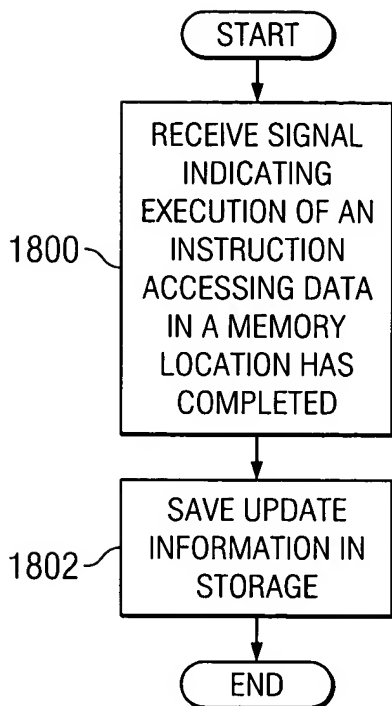 START
RECEIVE SIGNAL
INDICATING
EXECUTION OF AN
INSTRUCTION
ACCESSING DATA
IN A MEMORY
LOCATION HAS
COMPLETED
1800
SAVE UPDATE
INFORMATION IN
STORAGE
1802
END